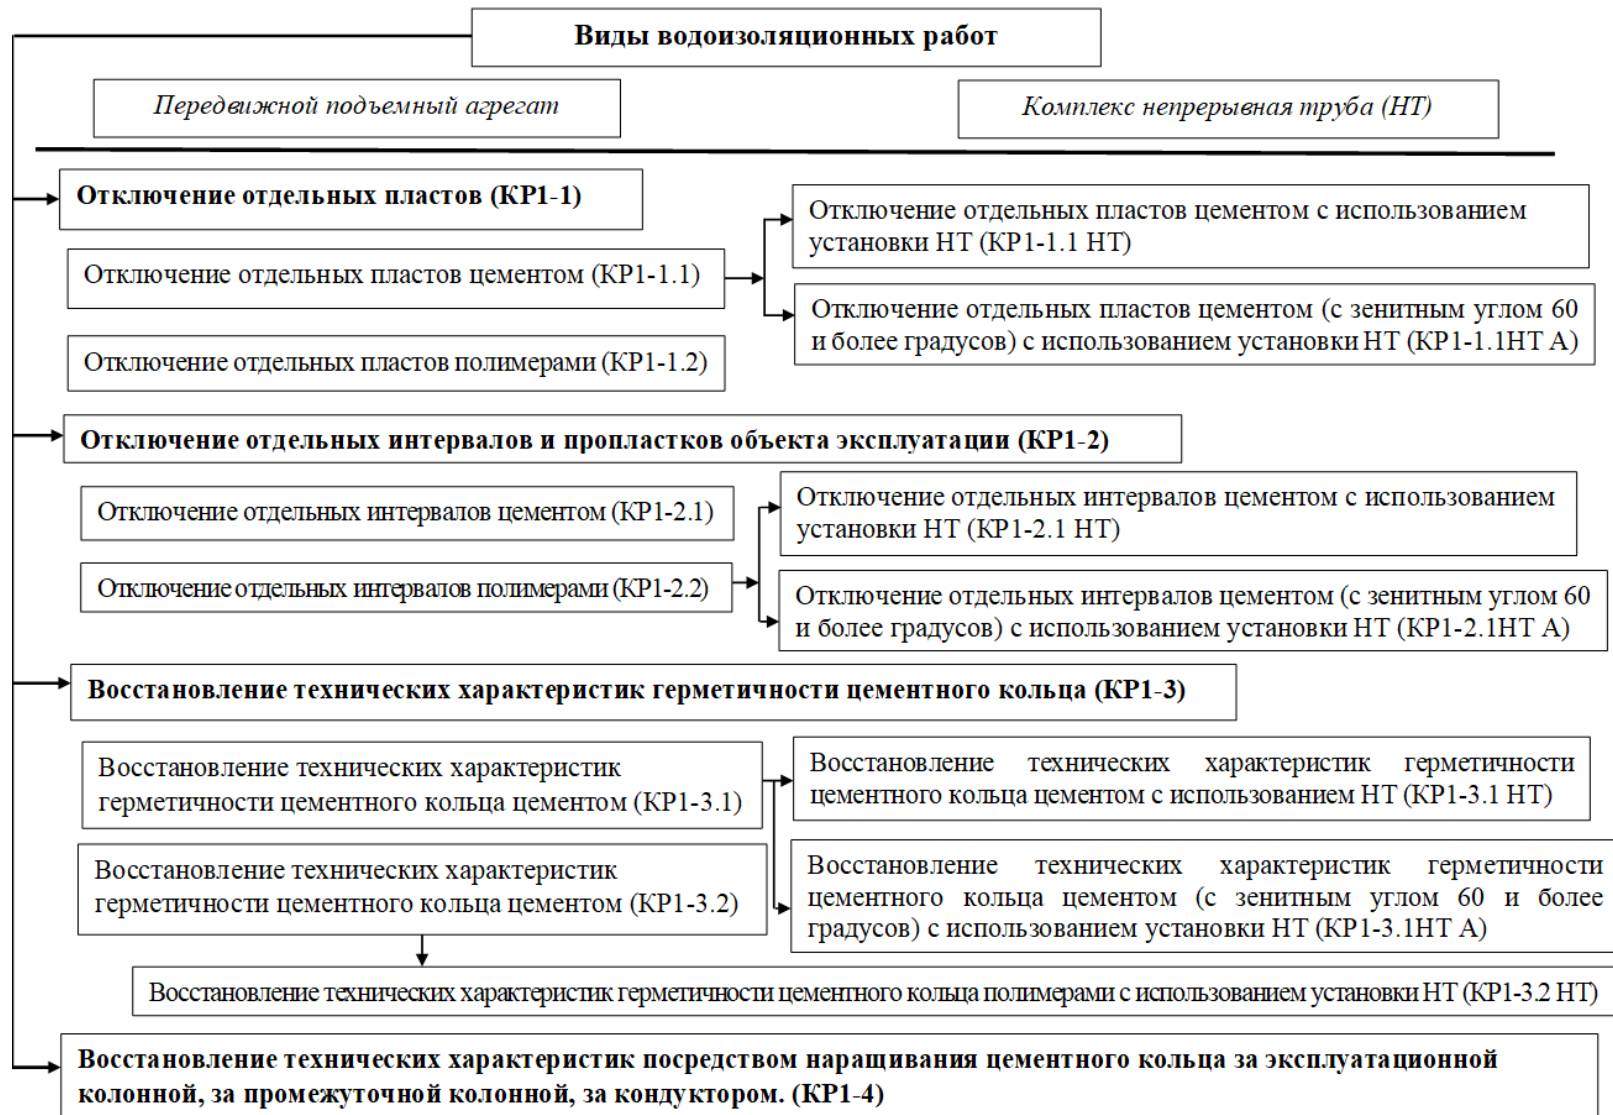 Виды водоизоляционных работ
Передвижной подъемный агрегат
Комплекс непрерывная труба (НТ)
Отключение отдельных пластов (КР1-1)
Отключение отдельных пластов цементом (КР1-1.1)
Отключение отдельных пластов цементом с использованием
установки НТ (КР1-1.1 НТ)
Отключение отдельных пластов цементом (с зенитным углом 60
и более градусов) с использованием установки НТ (КР1-1.1НТ А)
Отключение отдельных пластов полимерами (КР1-1.2)
Отключение отдельных интервалов и пропластков объекта эксплуатации (КР1-2)
Отключение отдельных интервалов цементом (КР1-2.1)
Отключение отдельных интервалов цементом с использованием
установки НТ (КР1-2.1 НТ)
Отключение отдельных интервалов полимерами (КР1-2.2)
Отключение отдельных интервалов цементом (с зенитным углом 60
и более градусов) с использованием установки НТ (КР1-2.1НТ А)
Восстановление технических характеристик герметичности цементного кольца (КР1-3)
Восстановление технических характеристик
герметичности цементного кольца цементом (КР1-3.1)
Восстановление технических характеристик герметичности
цементного кольца цементом с использованием НТ (КР1-3.1 НТ)
Восстановление технических характеристик
герметичности цементного кольца цементом (КР1-3.2)
Восстановление технических характеристик герметичности
цементного кольца цементом (с зенитным углом 60 и более
градусов) с использованием установки НТ (КР1-3.1НТ А)
Восстановление технических характеристик герметичности цементного кольца полимерами с использованием установки НТ (КР1-3.2 НТ)
Восстановление технических характеристик посредством наращивания цементного кольца за эксплуатационной
колонной, за промежуточной колонной, за кондуктором. (КР1-4)